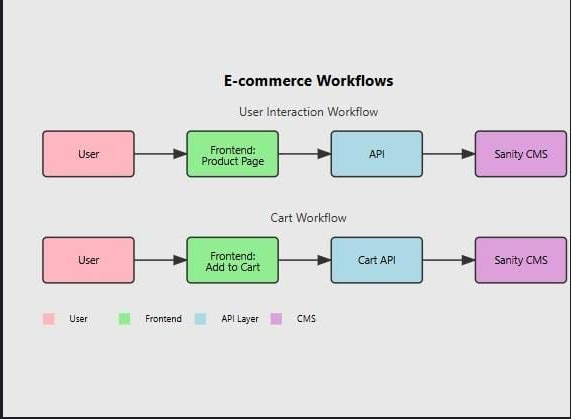 E-commerce Workflows
User Interaction Workflow
User
Frontend:
Product Page
API
Sanity CMS
Cart Workflow
User
Frontend:
Add to Cart
Cart API
Sanity CMS
User Frontend API Layer CMS